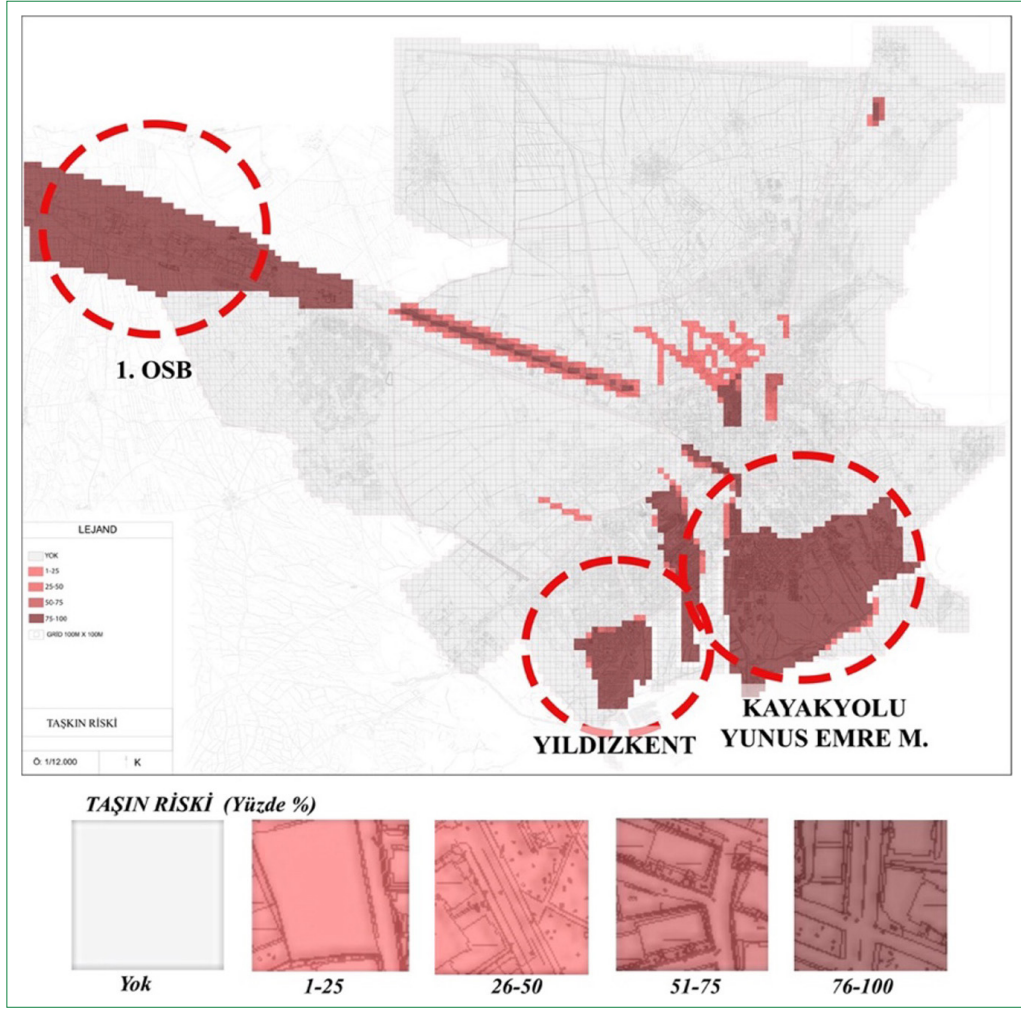 1. OSB
LEJAND
YOK
1-25
25-50
50-75
75-100
GRID 100M X 100M
TAŞKIN RİSKİ
Ö: 1/12.000
K
YILDIZKENT
KAYAKYOLU
YUNUS EMRE M.
TAŞIN RİSKİ (Yüzde %)
Yok
1-25
26-50
51-75
76-100